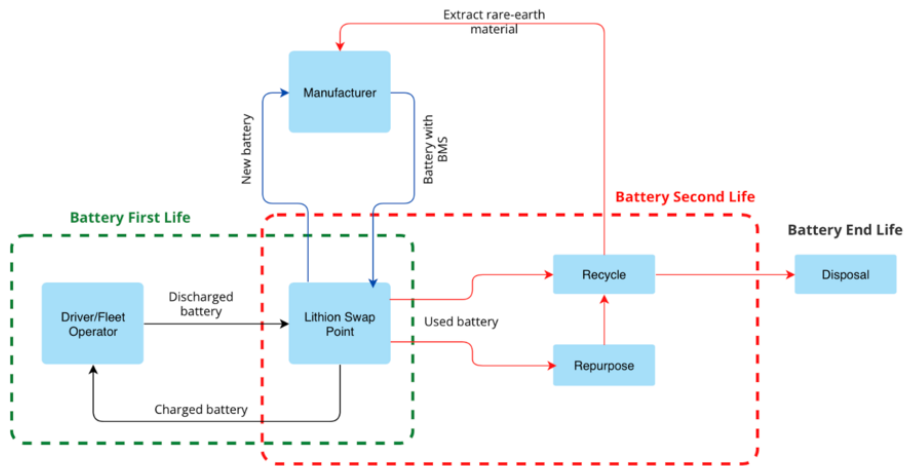 Extract rare-earth
material
Manufacturer
New battery
Battery with
BMS
Battery First Life
Battery Second Life
Battery End Life
Driver/Fleet
Operator
Discharged
battery
Lithion Swap
Point
Used battery
Recycle
Disposal
Repurpose
Charged battery